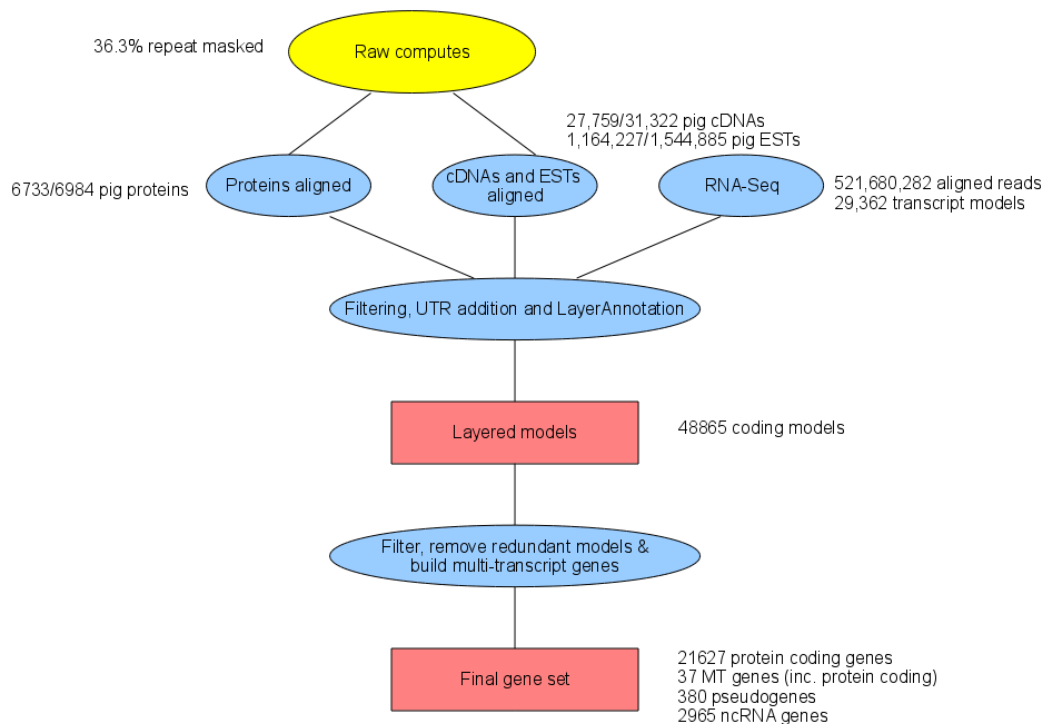 36.3% repeat masked
Raw computes
27,759/31,322 pig cDNAs
1,164,227/1,544,885 pig ESTs
6733/6984 pig proteins
Proteins aligned
cDNAs and ESTs
aligned
RNA-Seq
521,680,282 aligned reads
29,362 transcript models
Filtering, UTR addition and LayerAnnotation
Layered models
48865 coding models
Filter, remove redundant models &
build multi-transcript genes
Final gene set
21627 protein coding genes
37 MT genes (inc. protein coding)
380 pseudogenes
2965 ncRNA genes